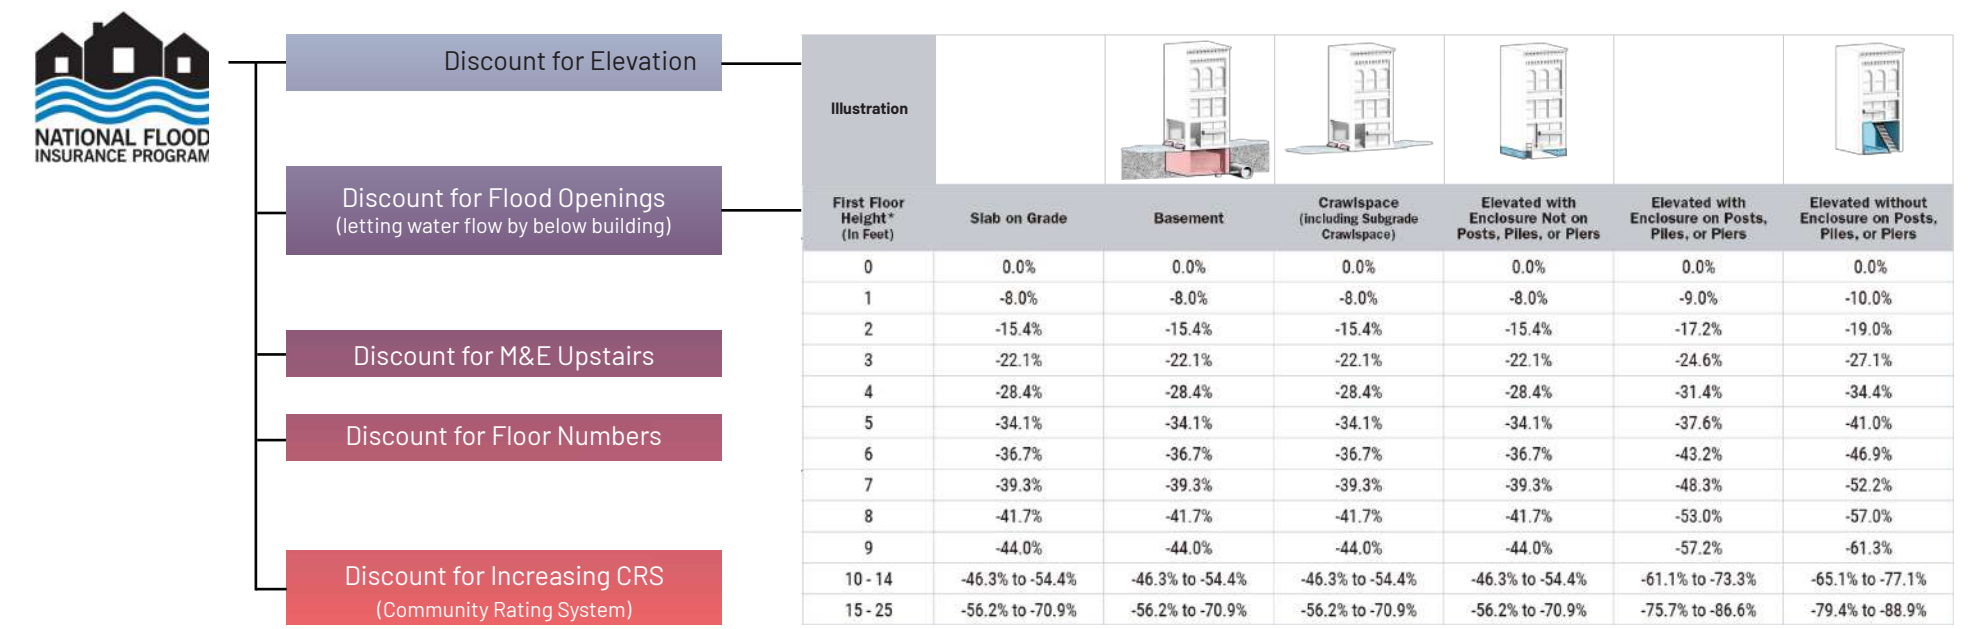 NATIONAL FLOOD
INSURANCE PROGRAM
Discount for Elevation
Discount for Flood Openings
(letting water flow by below building)
Discount for M&E Upstairs
Discount for Floor Numbers
Discount for Increasing CRS
(Community Rating System)
Illustration
First Floor Height* (In Feet) Slab on Grade Basement Crawlspace (including Subgrade Crawlspace) Elevated with Enclosure Not on Posts, Piles, or Piers Elevated with Enclosure on Posts, Piles, or Piers Elevated without Enclosure on Posts, Piles, or Piers
0 0.0% 0.0% 0.0% 0.0% 0.0% 0.0%
1 -8.0% -8.0% -8.0% -8.0% -9.0% -10.0%
2 -15.4% -15.4% -15.4% -15.4% -17.2% -19.0%
3 -22.1% -22.1% -22.1% -22.1% -24.6% -27.1%
4 -28.4% -28.4% -28.4% -28.4% -31.4% -34.4%
5 -34.1% -34.1% -34.1% -34.1% -37.6% -41.0%
6 -36.7% -36.7% -36.7% -36.7% -43.2% -46.9%
7 -39.3% -39.3% -39.3% -39.3% -48.3% -52.2%
8 -41.7% -41.7% -41.7% -41.7% -53.0% -57.0%
9 -44.0% -44.0% -44.0% -44.0% -57.2% -61.3%
10 - 14 -46.3% to -54.4% -46.3% to -54.4% -46.3% to -54.4% -46.3% to -54.4% -61.1% to -73.3% -65.1% to -77.1%
15 - 25 -56.2% to -70.9% -56.2% to -70.9% -56.2% to -70.9% -56.2% to -70.9% -75.7% to -86.6% -79.4% to -88.9%